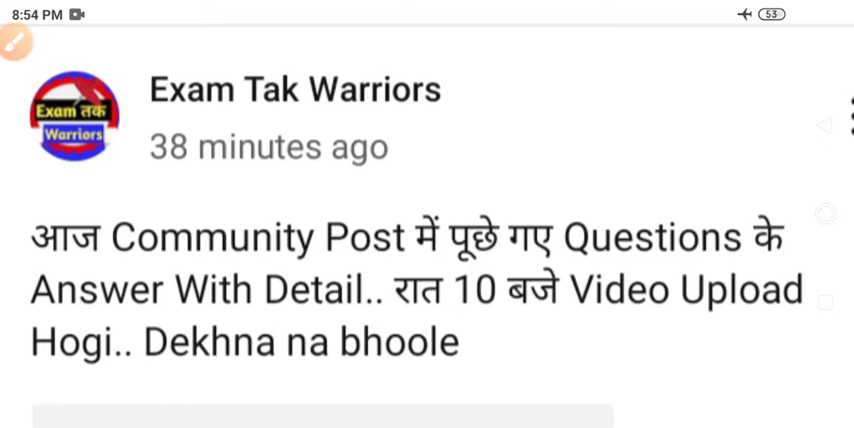 8:54 PM
53
Exam Tak Warriors
38 minutes ago
Exam तक
Warriors
आज Community Post में पूछे गए Questions के
Answer With Detail.. रात 10 बजे Video Upload
Hogi.. Dekhna na bhoole